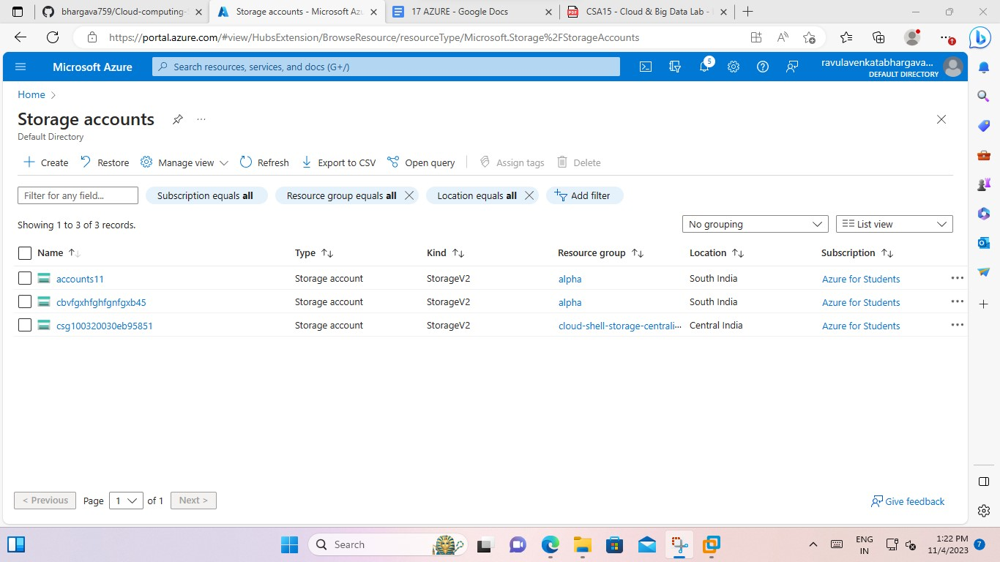 bhargava759/Cloud-computing-
Storage accounts - Microsoft Azu
17 AZURE - Google Docs
CSA15 - Cloud & Big Data Lab -
https://portal.azure.com/#view/HubsExtension/BrowseResource/resourceType/Microsoft.Storage%2FStorageAccounts
Microsoft Azure
Search resources, services, and docs (G+/)
5
ravulavenkatabhargava...
DEFAULT DIRECTORY
Home
Storage accounts
Default Directory
Create Restore Manage view Refresh Export to CSV Open query Assign tags Delete
Filter for any field... Subscription equals all Resource group equals all Location equals all Add filter
Showing 1 to 3 of 3 records.
No grouping List view
Name Type Kind Resource group Location Subscription
accounts11 Storage account StorageV2 alpha South India Azure for Students
cbvfgxhfghfgnfgxb45 Storage account StorageV2 alpha South India Azure for Students
csg100320030eb95851 Storage account StorageV2 cloud-shell-storage-centrali... Central India Azure for Students
< Previous Page 1 of 1 Next >
Give feedback
Search
ENG
IN
1:22 PM
11/4/2023
7